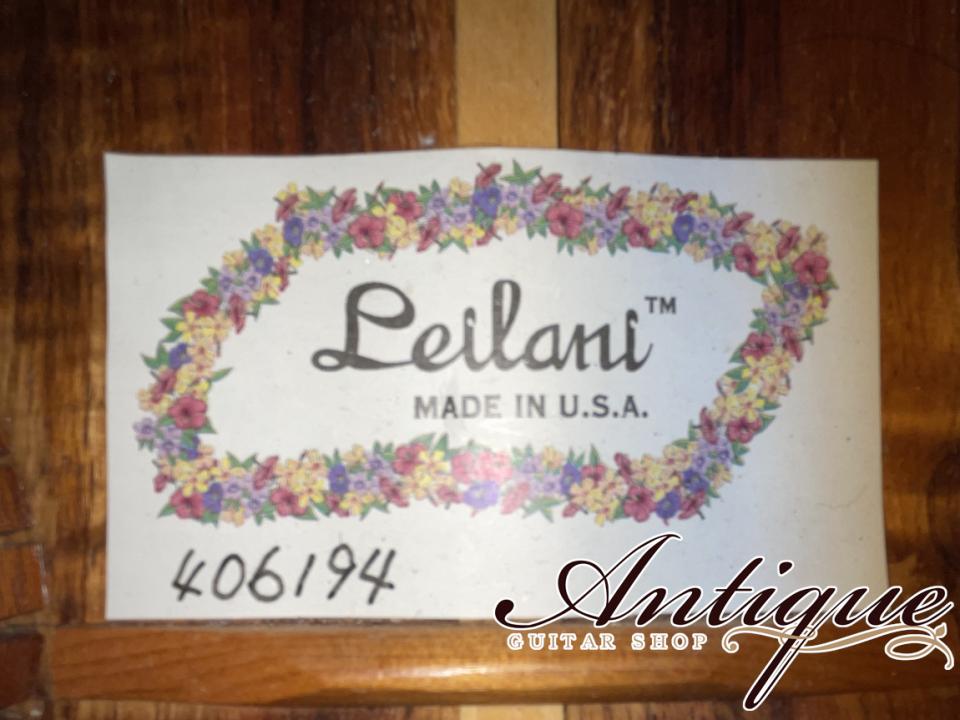 Leilani™
MADE IN U.S.A.
406194
Antique
GUITAR SHOP